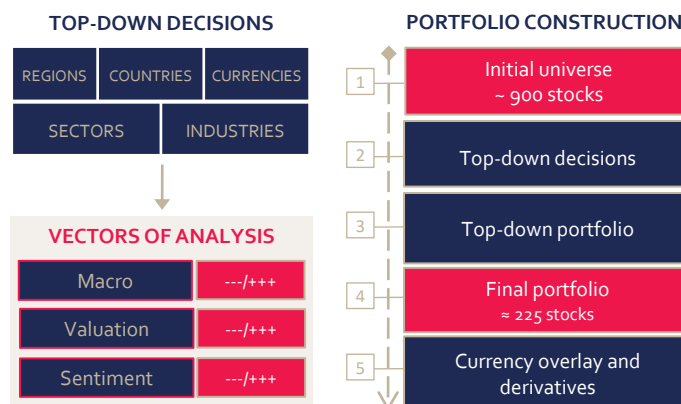 TOP-DOWN DECISIONS
REGIONS
COUNTRIES
CURRENCIES
SECTORS
INDUSTRIES
VECTORS OF ANALYSIS
Macro
---/+++
Valuation
---/+++
Sentiment
---/+++
PORTFOLIO CONSTRUCTION
1
Initial universe
~ 900 stocks
2
Top-down decisions
3
Top-down portfolio
4
Final portfolio
≈ 225 stocks
5
Currency overlay and
derivatives